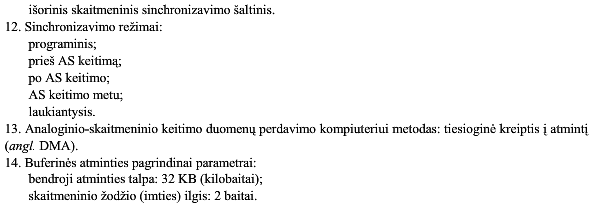 išorinis skaitmeninis sinchronizavimo šaltinis.
12. Sinchronizavimo režimai:
programinis;
prieš AS keitimą;
po AS keitimo;
AS keitimo metu;
laukiantysis.
13. Analoginio-skaitmeninio keitimo duomenų perdavimo kompiuteriui metodas: tiesioginė kreiptis į atmintį
(angl. DMA).
14. Buferinės atminties pagrindinai parametrai:
bendroji atminties talpa: 32 KB (kilobaitai);
skaitmeninio žodžio (imties) ilgis: 2 baitai.